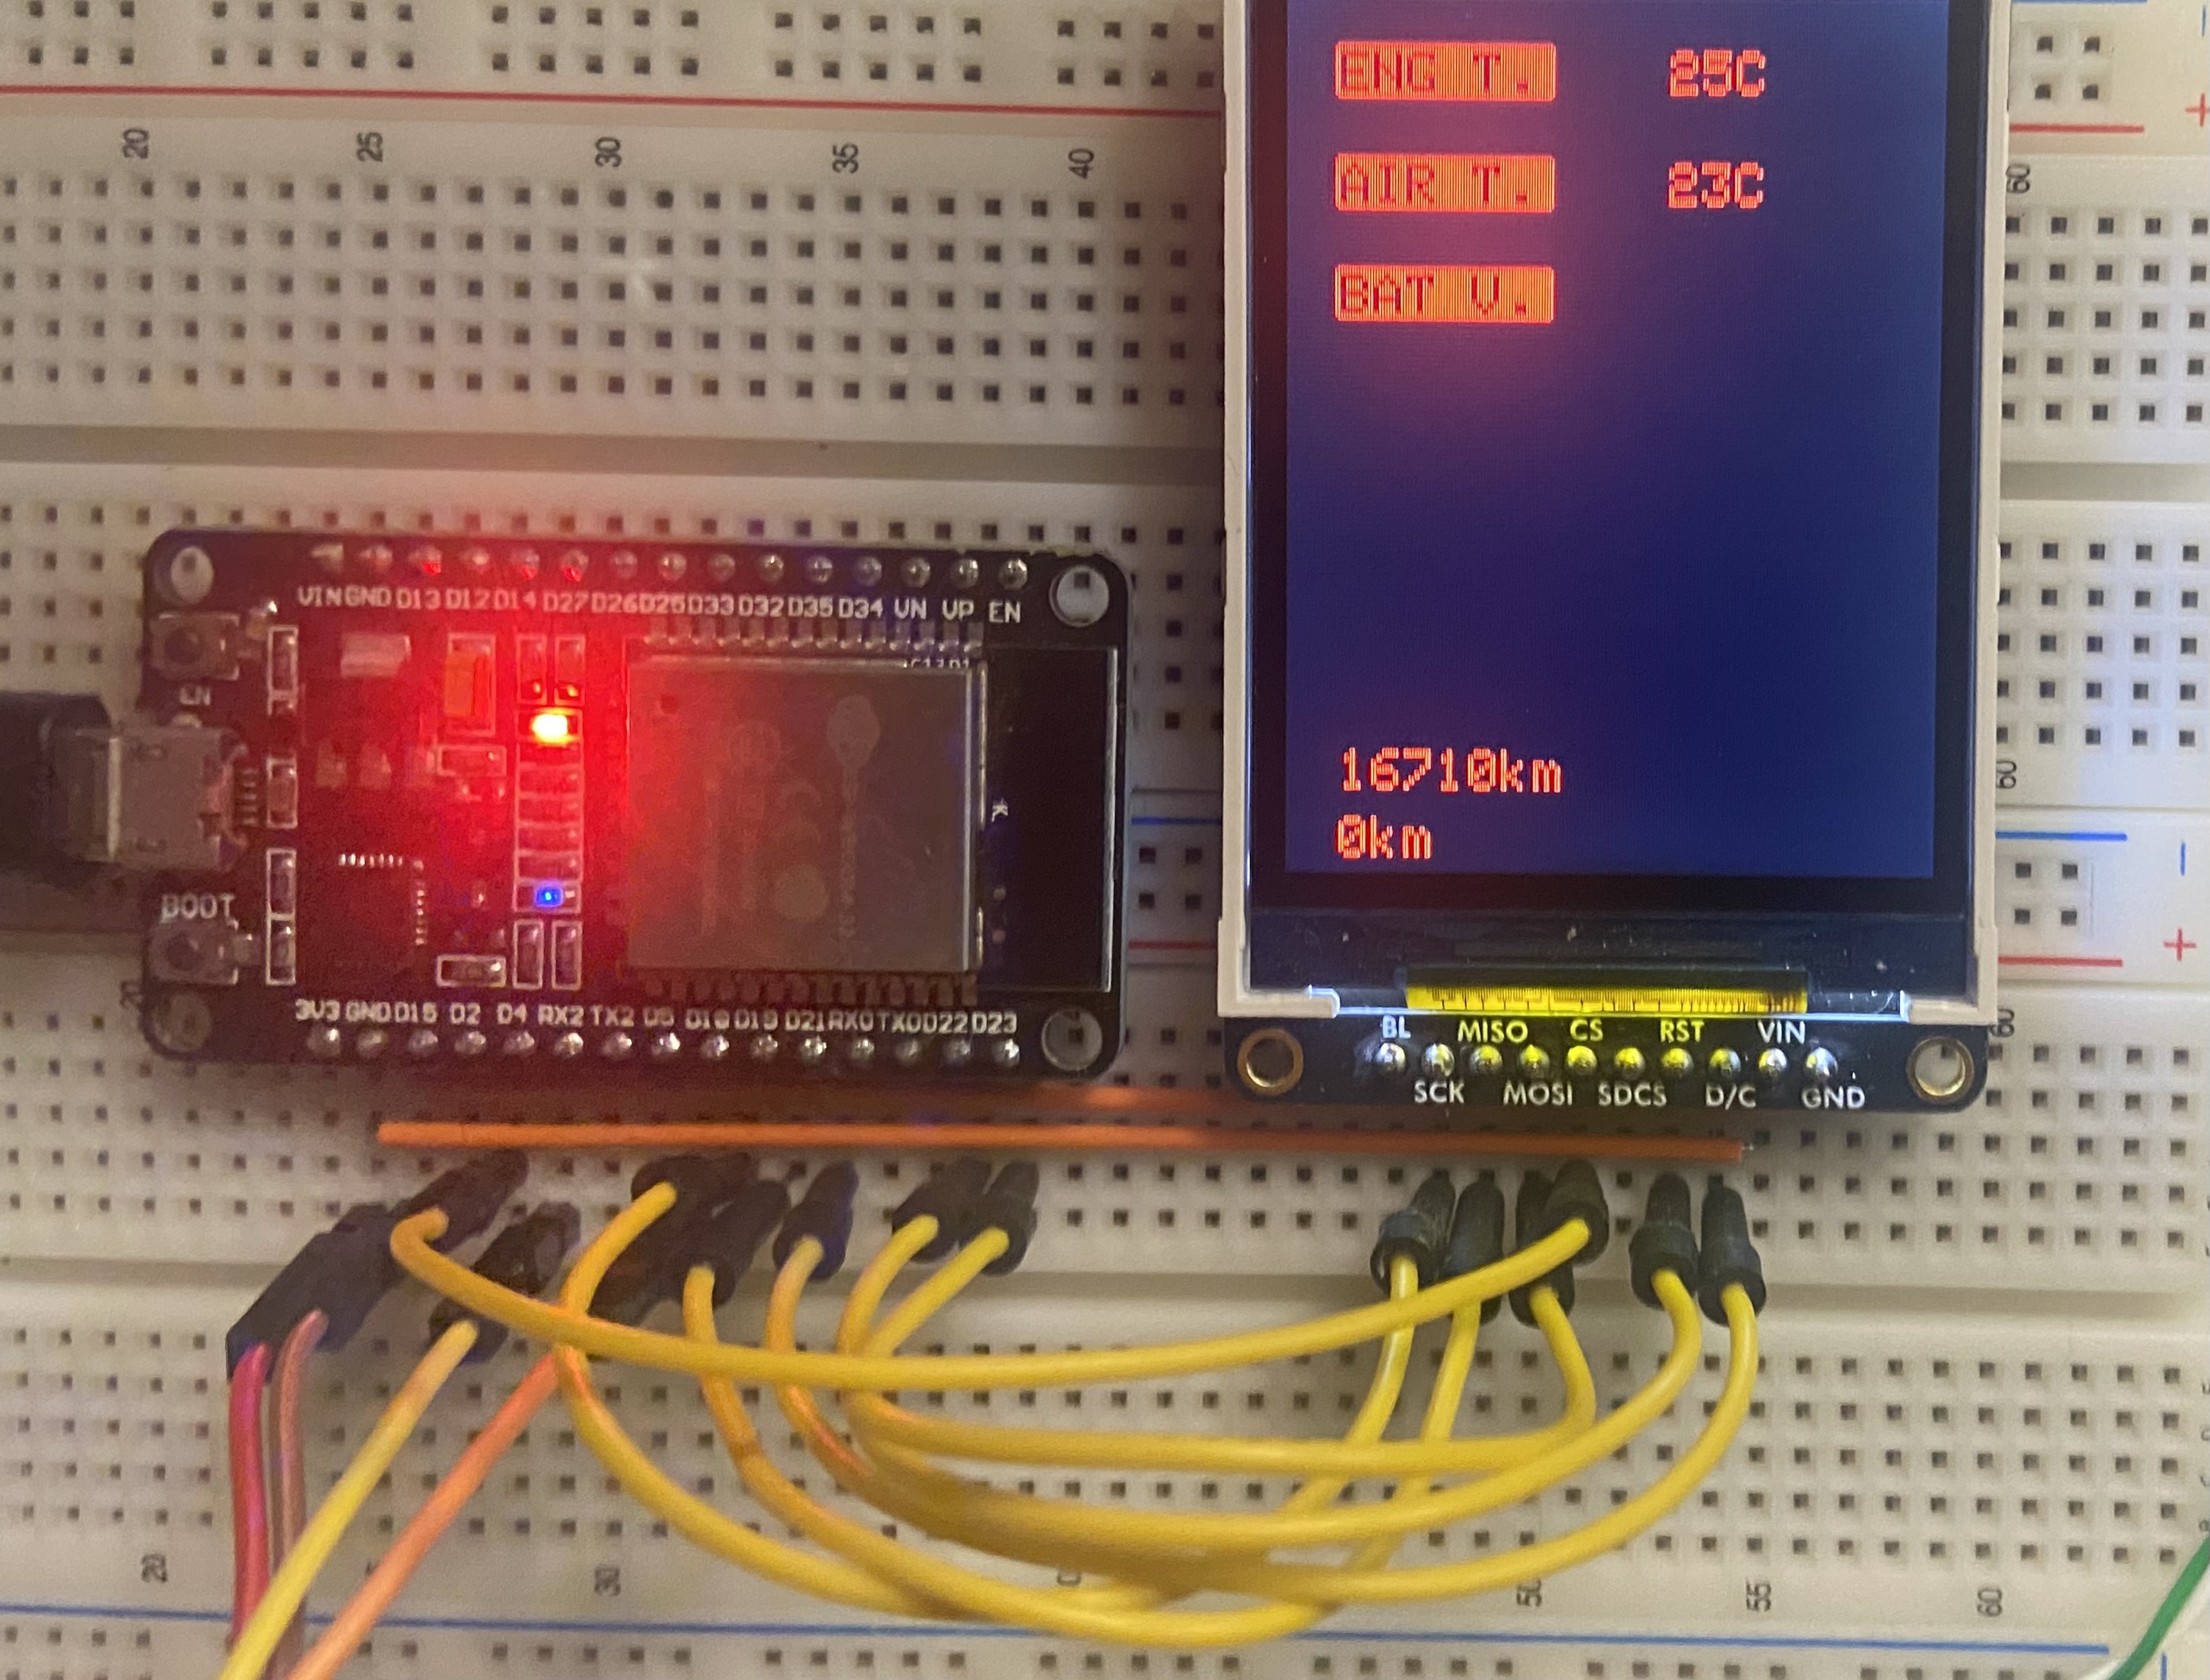 ENG T. 25C
AIR T. 23C
BAT V.
16710km
0km
20 25 30 35 40
60
+
VIN GND D13 D12 D14 D27 D26 D25 D33 D32 D35 D34 VN VP EN
EN
BOOT
3V3 GND D15 D2 D4 RX2 TX2 D5 D18 D19 D21 RX0 TX0 D22 D23
60
-
+
60
BL MISO CS RST VIN
SCK MOSI SDCS D/C GND
20 30 50 55 60